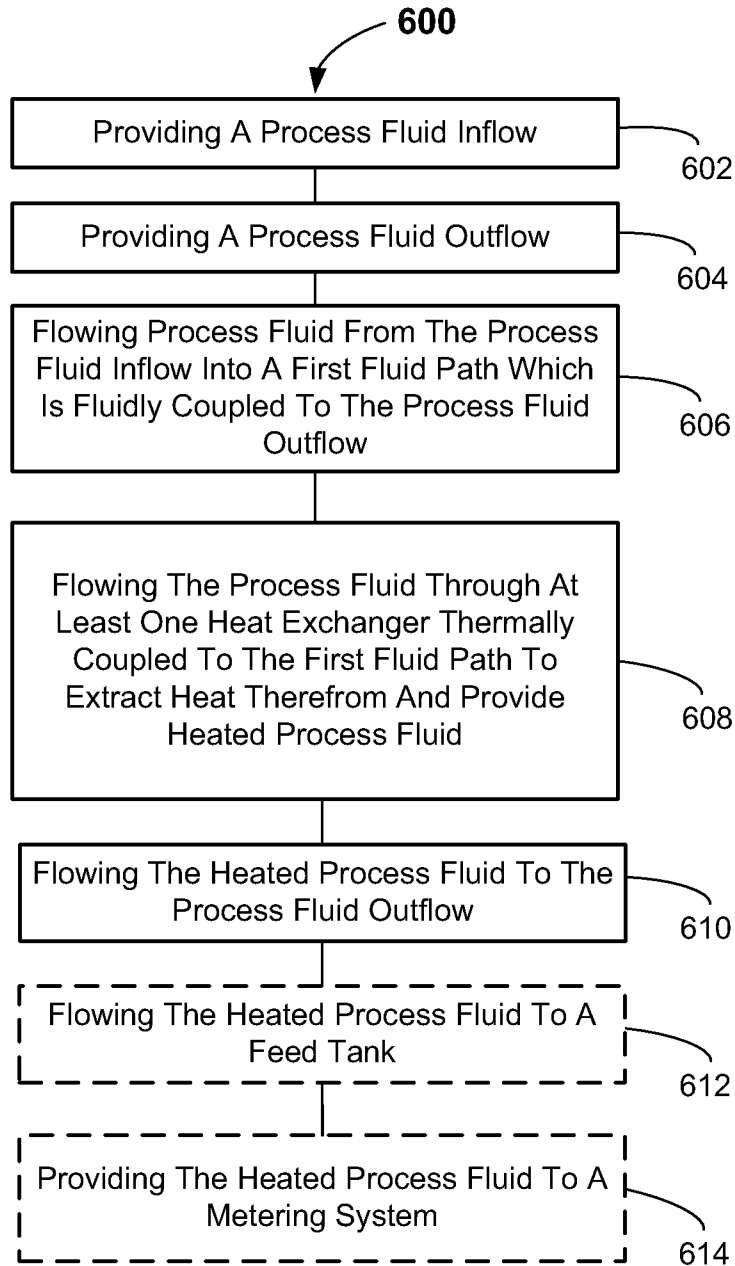 600
Providing A Process Fluid Inflow
602
Providing A Process Fluid Outflow
604
Flowing Process Fluid From The Process
Fluid Inflow Into A First Fluid Path Which
Is Fluidly Coupled To The Process Fluid
Outflow
606
Flowing The Process Fluid Through At
Least One Heat Exchanger Thermally
Coupled To The First Fluid Path To
Extract Heat Therefrom And Provide
Heated Process Fluid
608
Flowing The Heated Process Fluid To The
Process Fluid Outflow
610
Flowing The Heated Process Fluid To A
Feed Tank
612
Providing The Heated Process Fluid To A
Metering System
614